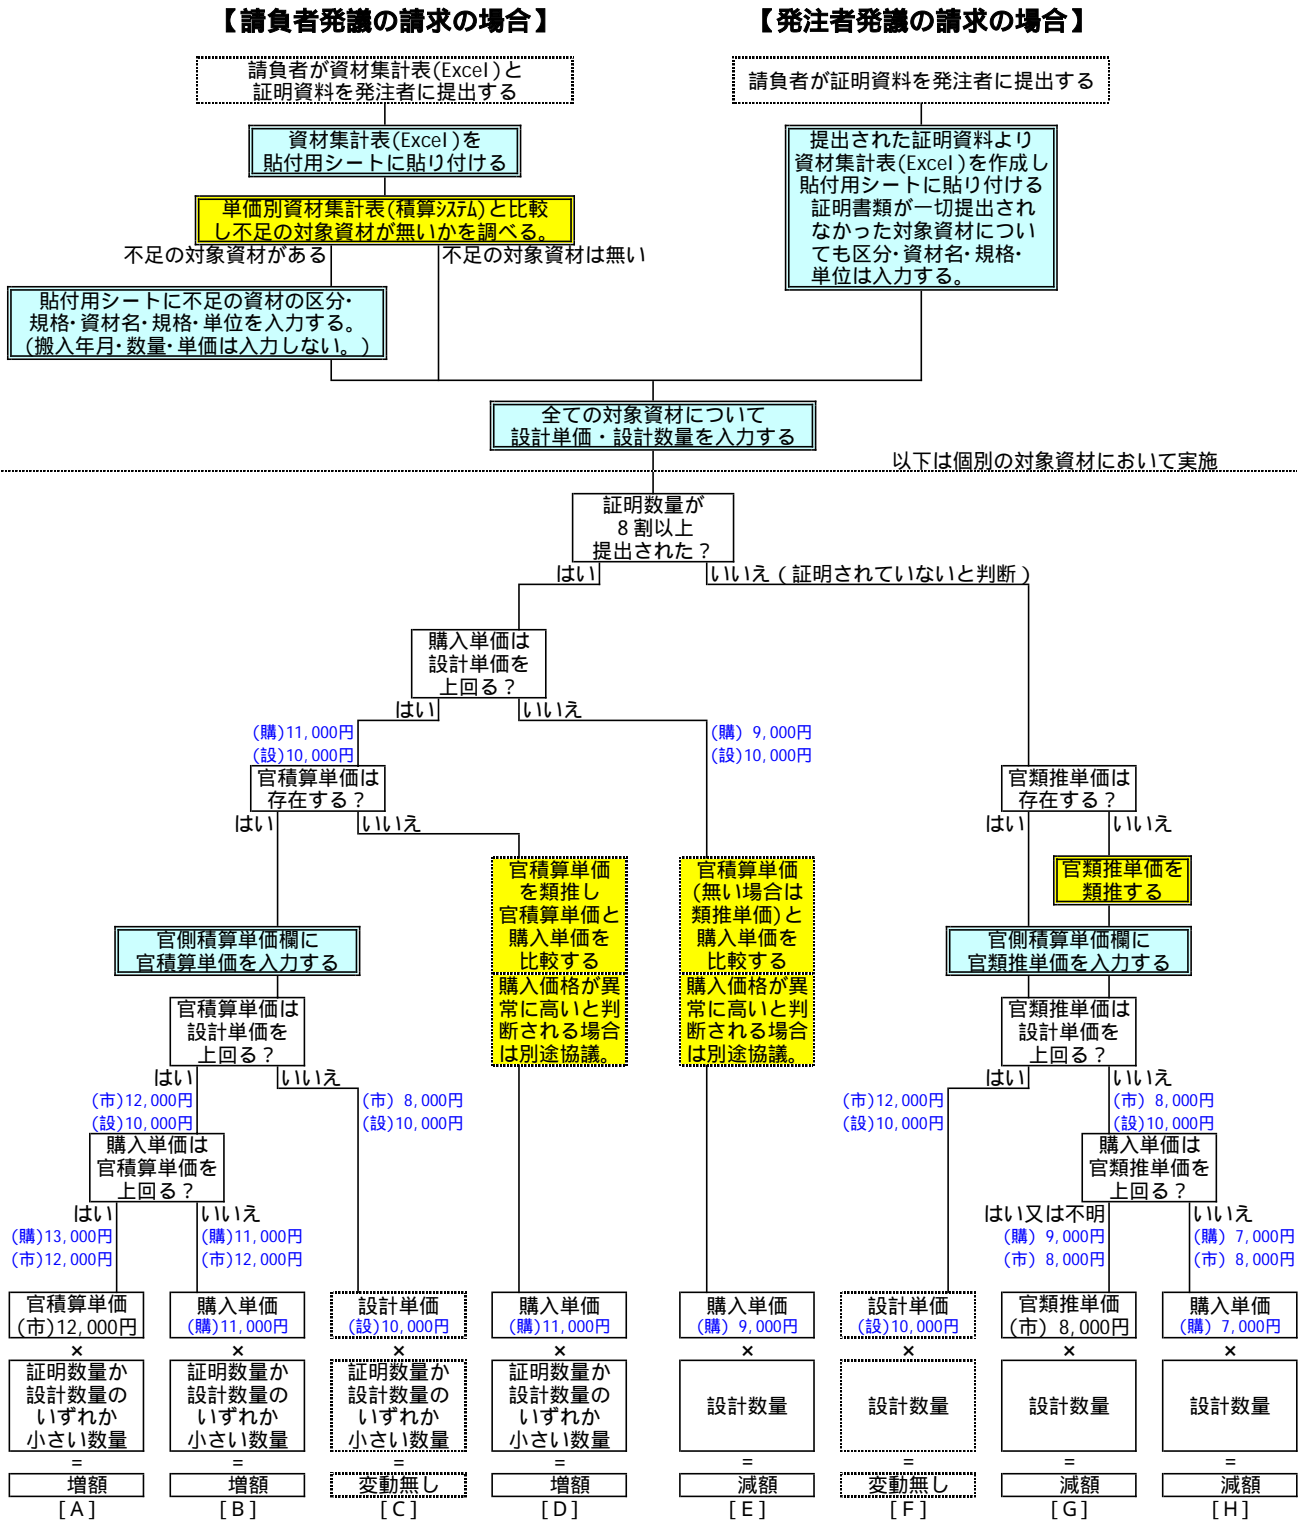 【請負者発議の請求の場合】
【発注者発議の請求の場合】
請負者が資材集計表(Excel)と
証明資料を発注者に提出する
請負者が証明資料を発注者に提出する
資材集計表(Excel)を
貼付用シートに貼り付ける
提出された証明資料より
資材集計表(Excel)を作成し
貼付用シートに貼り付ける
証明書類が一切提出され
なかった対象資材につい
ても区分・資材名・規格・
単位は入力する。
単価別資材集計表(積算ｼｽﾃﾑ)と比較
し不足の対象資材が無いかを調べる。
不足の対象資材がある
不足の対象資材は無い
貼付用シートに不足の資材の区分・
規格・資材名・規格・単位を入力する。
(搬入年月・数量・単価は入力しない。)
全ての対象資材について
設計単価・設計数量を入力する
以下は個別の対象資材において実施
証明数量が
8割以上
提出された？
はい
いいえ(証明されていないと判断)
購入単価は
設計単価を
上回る？
はい
いいえ
(購)11,000円
(設)10,000円
(購) 9,000円
(設)10,000円
官積算単価は
存在する？
官類推単価は
存在する？
はい
いいえ
はい
いいえ
官積算単価
を類推し
官積算単価と
購入単価を
比較する
購入価格が異
常に高いと判
断される場合
は別途協議。
官積算単価
(無い場合は
類推単価)と
購入単価を
比較する
購入価格が異
常に高いと判
断される場合
は別途協議。
官類推単価を
類推する
官側積算単価欄に
官積算単価を入力する
官側積算単価欄に
官類推単価を入力する
官積算単価は
設計単価を
上回る？
官類推単価は
設計単価を
上回る？
はい
いいえ
はい
いいえ
(市)12,000円
(設)10,000円
(市) 8,000円
(設)10,000円
(市)12,000円
(設)10,000円
(市) 8,000円
(設)10,000円
購入単価は
官積算単価を
上回る？
購入単価は
官類推単価を
上回る？
はい
いいえ
はい又は不明
いいえ
(購)13,000円
(市)12,000円
(購)11,000円
(市)12,000円
(購) 9,000円
(市) 8,000円
(購) 7,000円
(市) 8,000円
官積算単価
(市)12,000円
×
証明数量か
設計数量の
いずれか
小さい数量
=
増額
[A]
購入単価
(購)11,000円
×
証明数量か
設計数量の
いずれか
小さい数量
=
増額
[B]
設計単価
(設)10,000円
×
証明数量か
設計数量の
いずれか
小さい数量
=
変動無し
[C]
購入単価
(購)11,000円
×
証明数量か
設計数量の
いずれか
小さい数量
=
増額
[D]
購入単価
(購) 9,000円
×
設計数量
=
減額
[E]
設計単価
(設)10,000円
×
設計数量
=
変動無し
[F]
官類推単価
(市) 8,000円
×
設計数量
=
減額
[G]
購入単価
(購) 7,000円
×
設計数量
=
減額
[H]